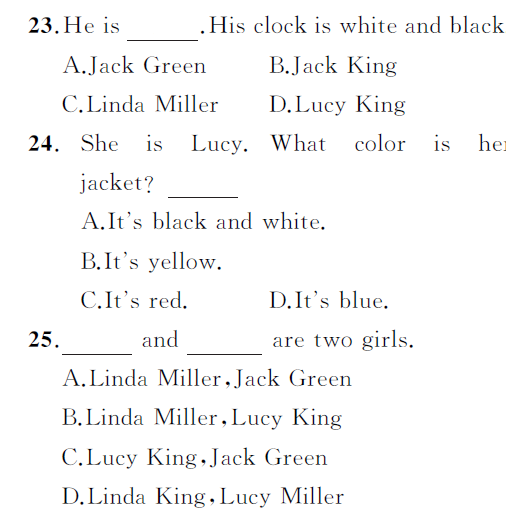 23. He is ______. His clock is white and black
A. Jack Green B. Jack King
C. Linda Miller D. Lucy King
24. She is Lucy. What color is her
jacket? ______
A. It's black and white.
B. It's yellow.
C. It's red. D. It's blue.
25. ______ and ______ are two girls.
A. Linda Miller, Jack Green
B. Linda Miller, Lucy King
C. Lucy King, Jack Green
D. Linda King, Lucy Miller